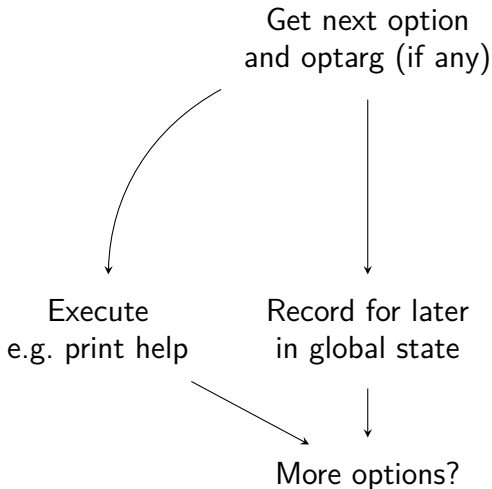 Get next option
and optarg (if any)
Execute
e.g. print help
Record for later
in global state
More options?